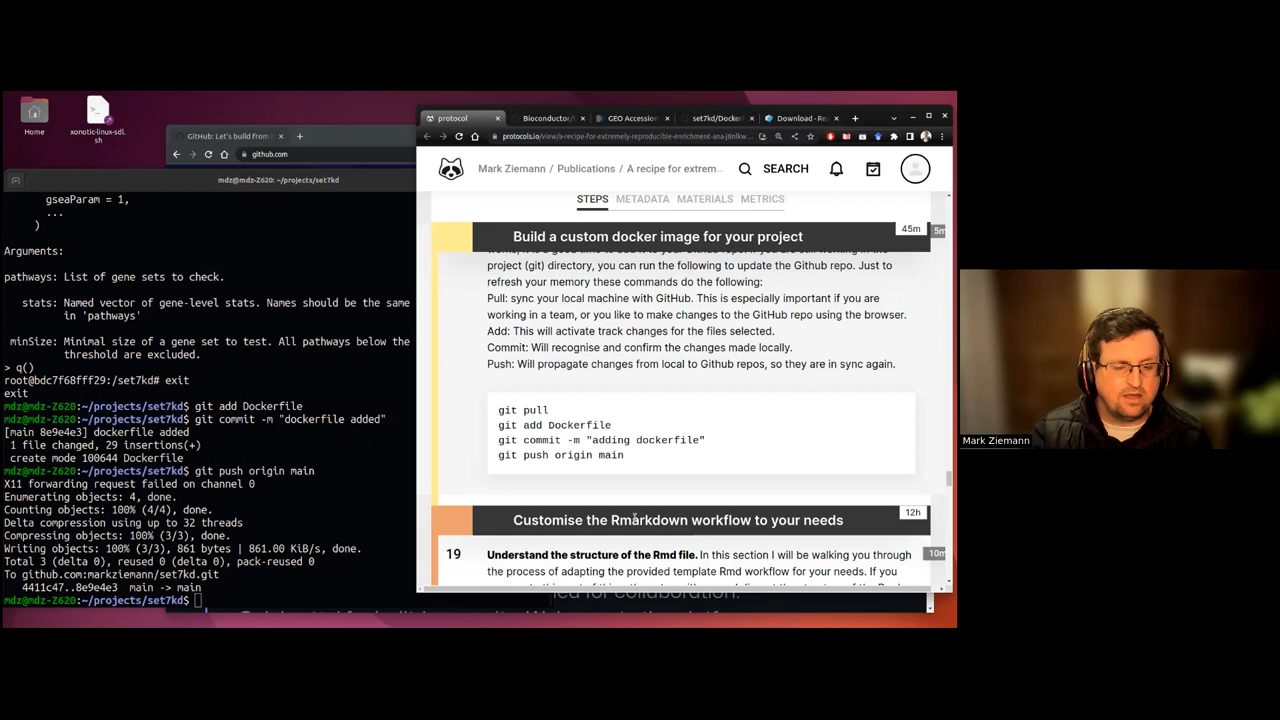 Home
xonotic-linux-sdl.
sh
GitHub: Let's build from
github.com
mdz@mdz-Z620: ~/projects/set7kd
gseaParam = 1,
...
)
Arguments:
pathways: List of gene sets to check.
stats: Named vector of gene-level stats. Names should be the same
in 'pathways'
minSize: Minimal size of a gene set to test. All pathways below the
threshold are excluded.
> q()
root@bdc7f68fff29:/set7kd# exit
exit
mdz@mdz-Z620:~/projects/set7kd$ git add Dockerfile
mdz@mdz-Z620:~/projects/set7kd$ git commit -m "dockerfile added"
[main 8e9e4e3] dockerfile added
1 file changed, 29 insertions(+)
create mode 100644 Dockerfile
mdz@mdz-Z620:~/projects/set7kd$ git push origin main
X11 forwarding request failed on channel 0
Enumerating objects: 4, done.
Counting objects: 100% (4/4), done.
Delta compression using up to 32 threads
Compressing objects: 100% (3/3), done.
Writing objects: 100% (3/3), 861 bytes | 861.00 KiB/s, done.
Total 3 (delta 0), reused 0 (delta 0), pack-reused 0
To github.com:markziemann/set7kd.git
4411c47..8e9e4e3 main -> main
mdz@mdz-Z620:~/projects/set7kd$
protocol
Bioconductor/b
GEO Accession
set7kd/Dockerf
Download - Re
protocols.io/view/a-recipe-for-extremely-reproducible-enrichment-ana-
Mark Ziemann / Publications / A recipe for extrem...
SEARCH
STEPS METADATA MATERIALS METRICS
Build a custom docker image for your project
45m
5m
project (git) directory, you can run the following to update the Github repo. Just to
refresh your memory these commands do the following:
Pull: sync your local machine with GitHub. This is especially important if you are
working in a team, or you like to make changes to the GitHub repo using the browser.
Add: This will activate track changes for the files selected.
Commit: Will recognise and confirm the changes made locally.
Push: Will propagate changes from local to Github repos, so they are in sync again.
git pull
git add Dockerfile
git commit -m "adding dockerfile"
git push origin main
Customise the Rmarkdown workflow to your needs
12h
19
Understand the structure of the Rmd file. In this section I will be walking you through
10m
the process of adapting the provided template Rmd workflow for your needs. If you
for collaboration.
Mark Ziemann